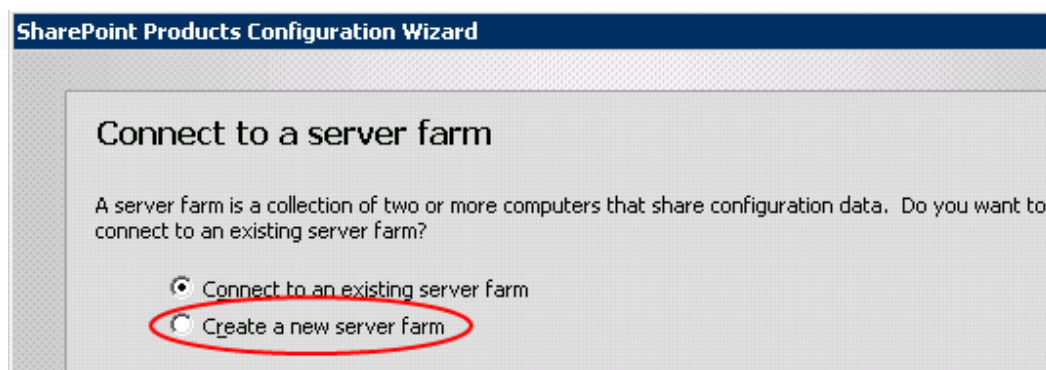 SharePoint Products Configuration Wizard
Connect to a server farm
A server farm is a collection of two or more computers that share configuration data. Do you want to
connect to an existing server farm?
Connect to an existing server farm
Create a new server farm